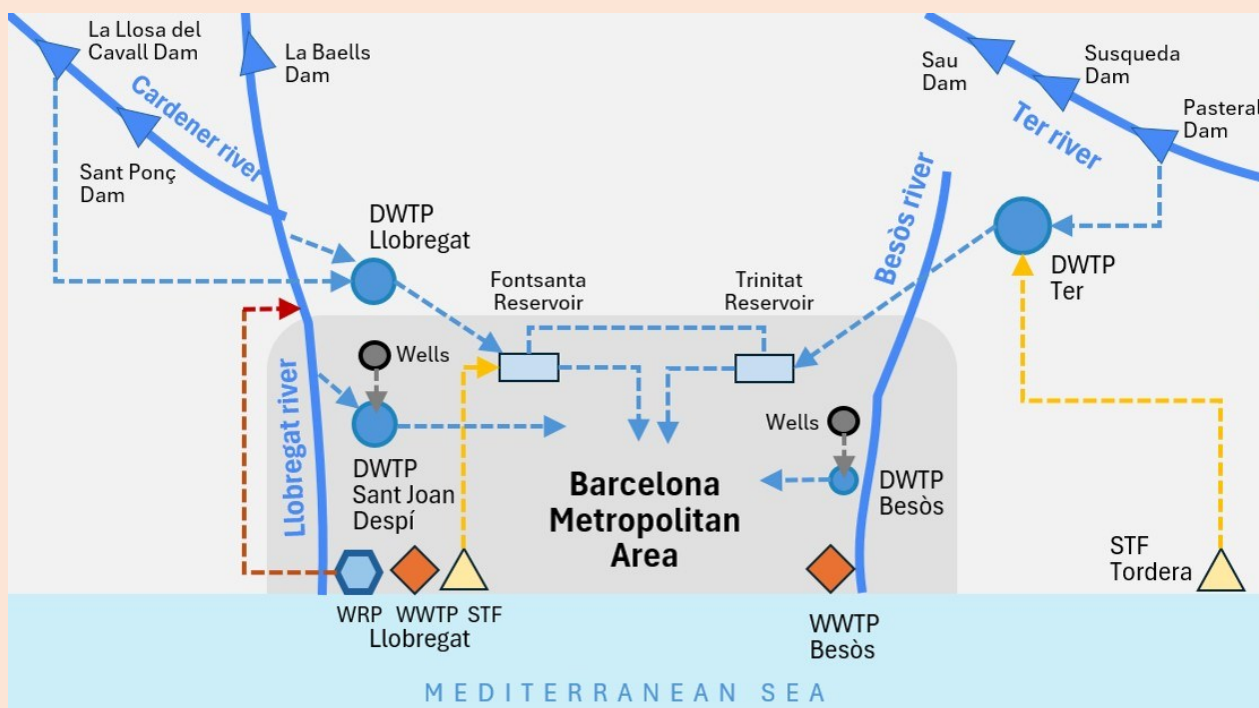 La Llosa del
Cavall Dam
La Baells
Dam
Cardener river
Sant Ponç
Dam
Sau
Dam
Susqueda
Dam
Pasteral
Dam
Ter river
Besòs river
DWTP
Llobregat
DWTP
Ter
Fontsanta
Reservoir
Trinitat
Reservoir
Wells
Llobregat river
DWTP
Sant Joan
Despí
Wells
DWTP
Besòs
Barcelona
Metropolitan
Area
STF
Tordera
WRP WWTP STF
Llobregat
WWTP
Besòs
MEDITERRANEAN SEA